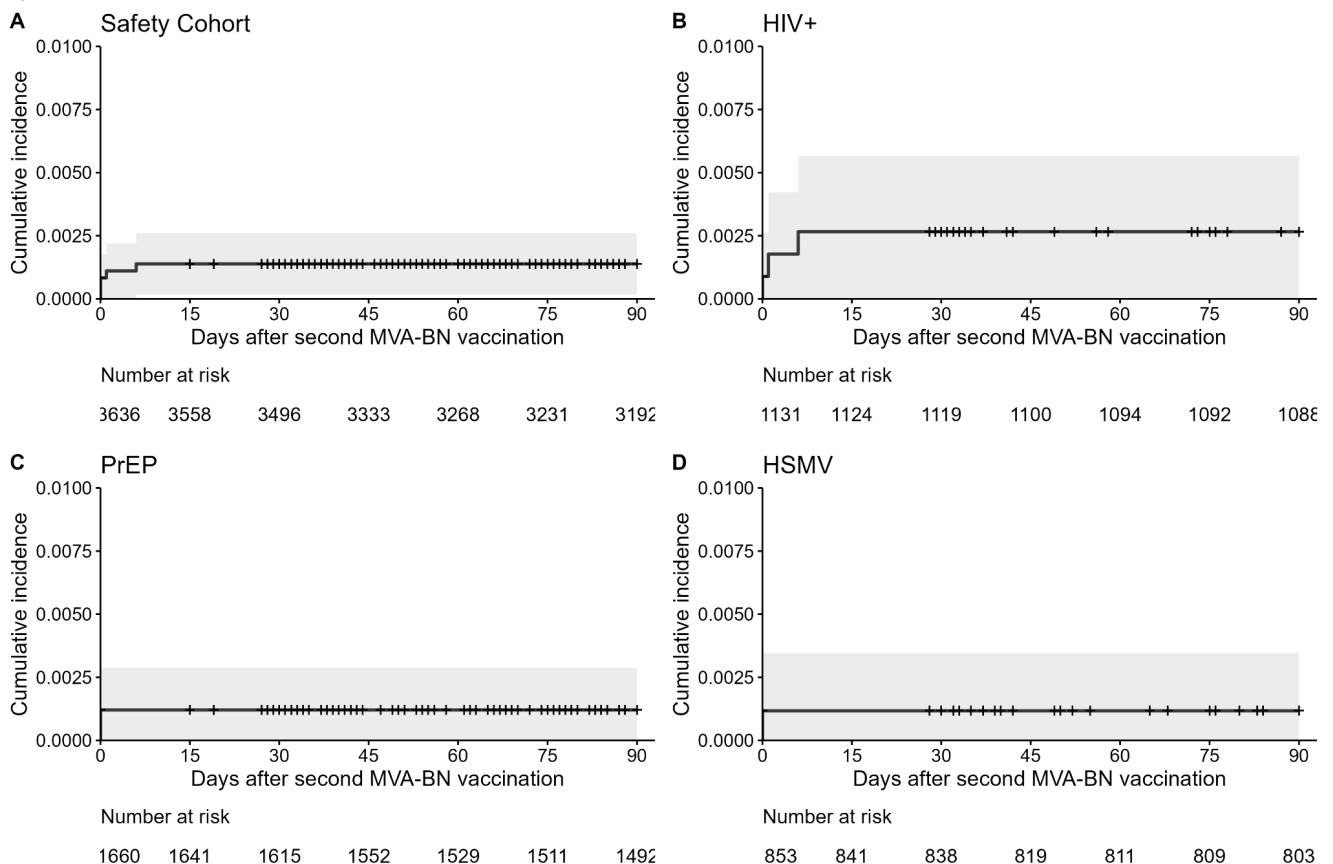 A Safety Cohort
0.0100
0.0075
0.0050
0.0025
0.0000
Cumulative incidence
0 15 30 45 60 75 90
Days after second MVA-BN vaccination
Number at risk
3636 3558 3496 3333 3268 3231 3192
B HIV+
0.0100
0.0075
0.0050
0.0025
0.0000
Cumulative incidence
0 15 30 45 60 75 90
Days after second MVA-BN vaccination
Number at risk
1131 1124 1119 1100 1094 1092 1088
C PrEP
0.0100
0.0075
0.0050
0.0025
0.0000
Cumulative incidence
0 15 30 45 60 75 90
Days after second MVA-BN vaccination
Number at risk
1660 1641 1615 1552 1529 1511 1492
D HSMV
0.0100
0.0075
0.0050
0.0025
0.0000
Cumulative incidence
0 15 30 45 60 75 90
Days after second MVA-BN vaccination
Number at risk
853 841 838 819 811 809 803